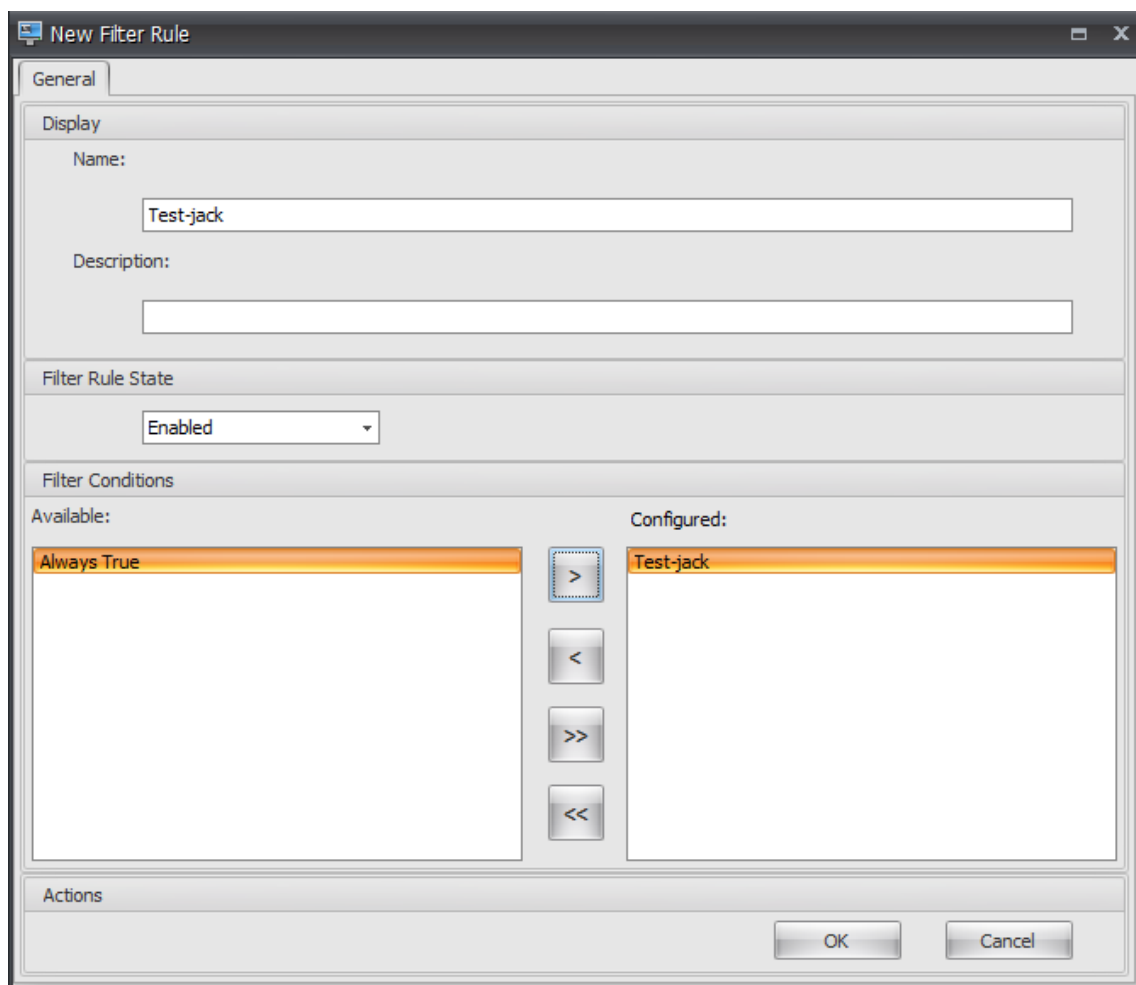 New Filter Rule
General
Display
Name:
Test-jack
Description:
Filter Rule State
Enabled
Filter Conditions
Available:
Configured:
Always True
Test-jack
>
<
>>
<<
Actions
OK
Cancel